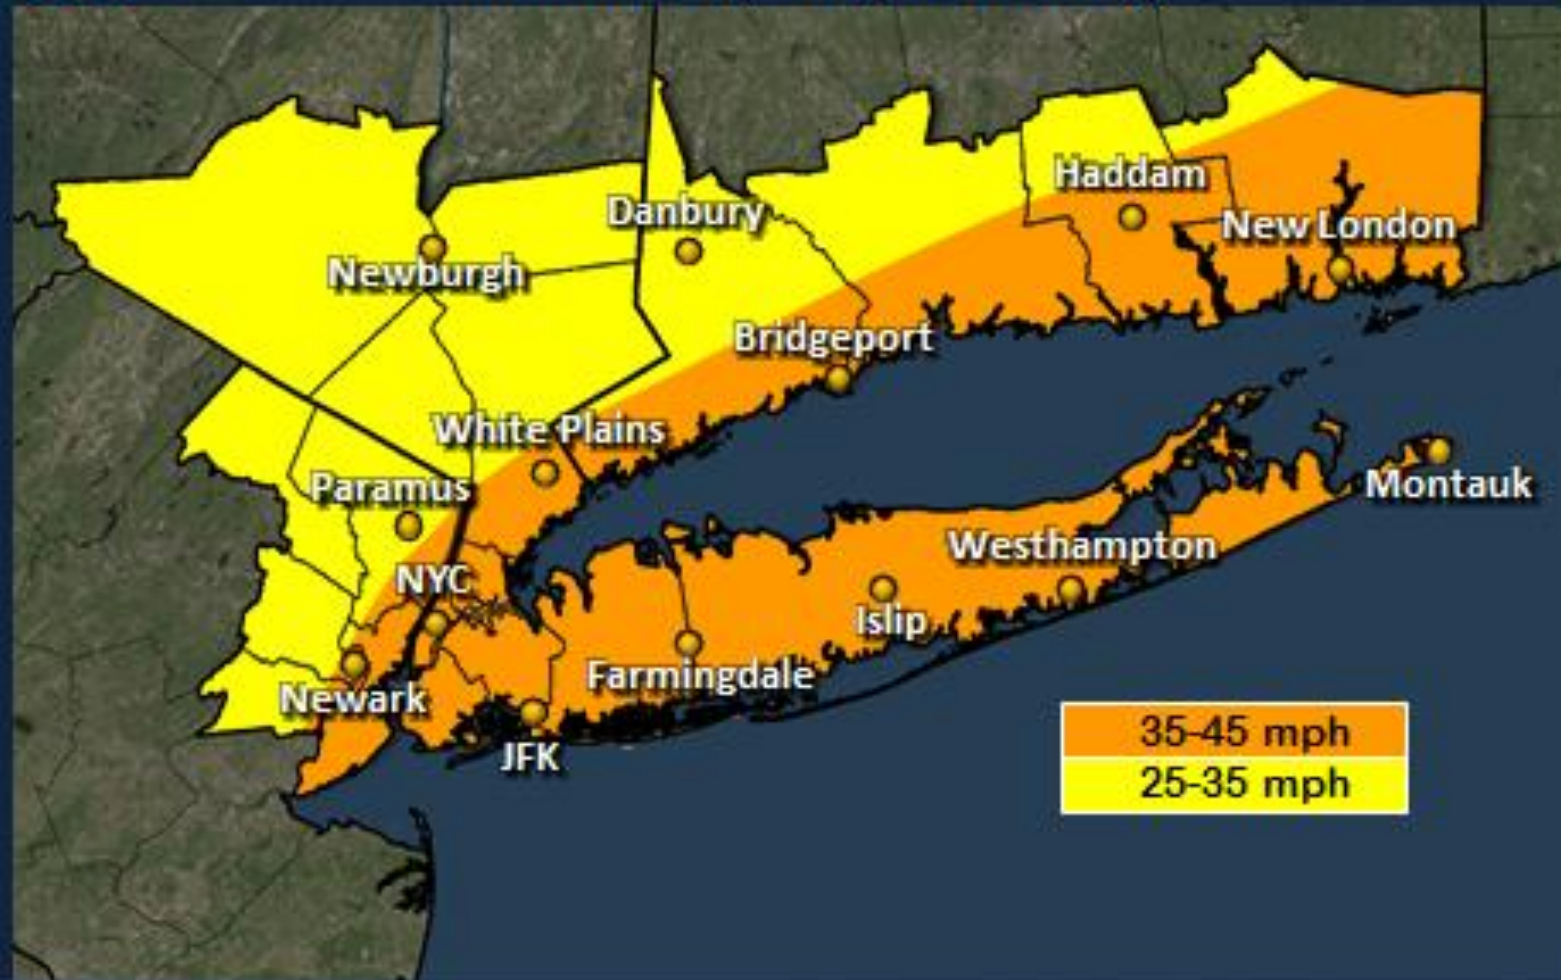 Haddam
Danbury
New London
Newburgh
Bridgeport
White Plains
Paramus
Montauk
Westhampton
NYC
Islip
Farmingdale
Newark
JFK
35-45 mph
25-35 mph